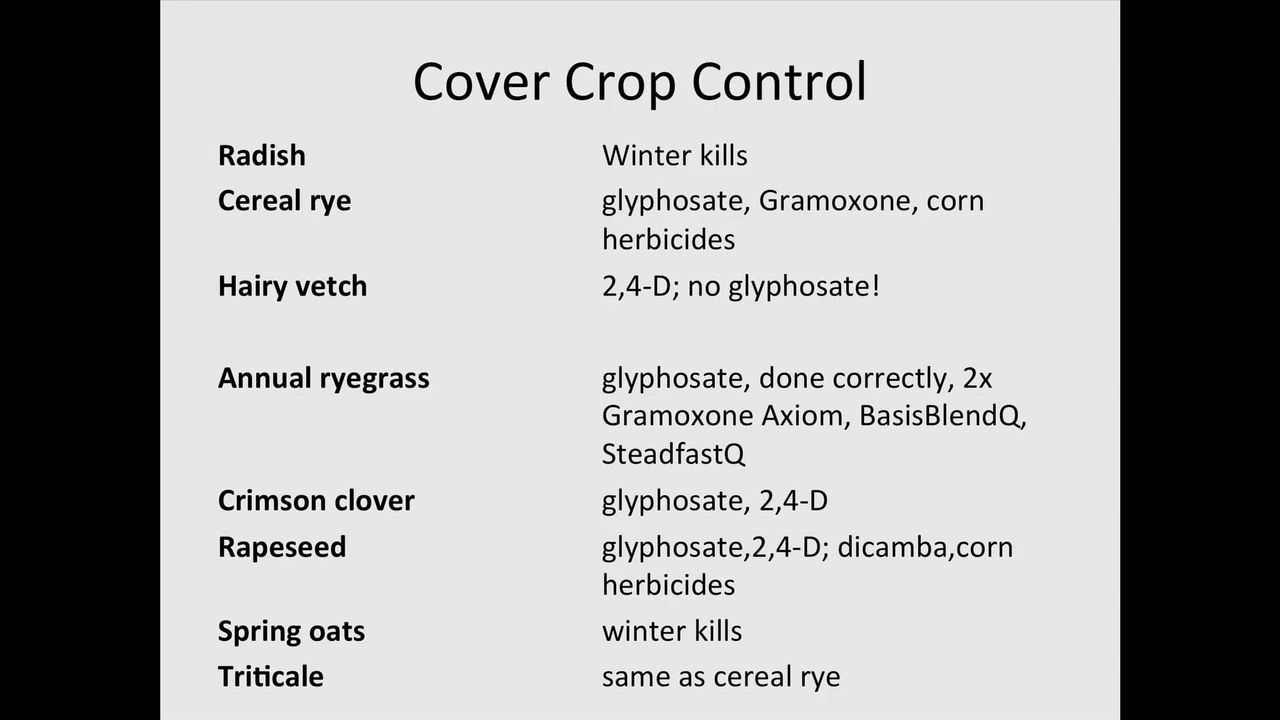 Cover Crop Control
Radish Winter kills
Cereal rye glyphosate, Gramoxone, corn
herbicides
Hairy vetch 2,4-D; no glyphosate!
Annual ryegrass glyphosate, done correctly, 2x
Gramoxone Axiom, BasisBlendQ,
SteadfastQ
Crimson clover glyphosate, 2,4-D
Rapeseed glyphosate,2,4-D; dicamba,corn
herbicides
Spring oats winter kills
Triticale same as cereal rye